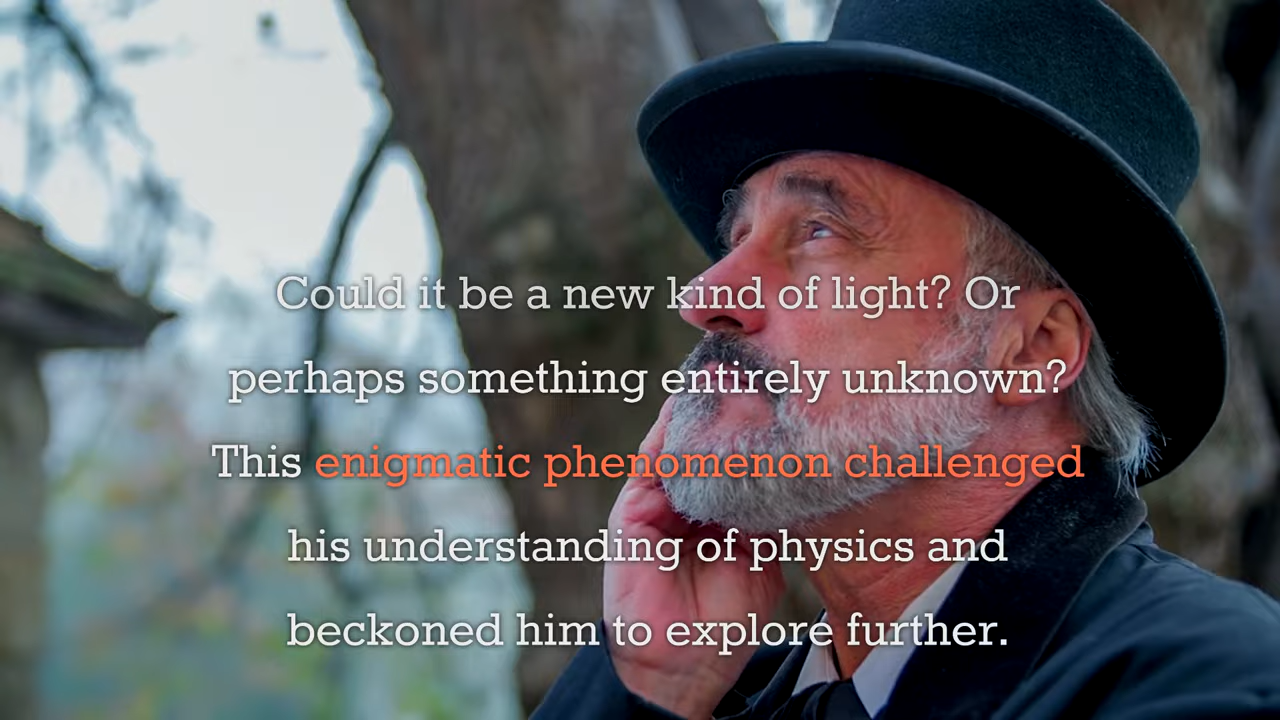 Could it be a new kind of light? Or
perhaps something entirely unknown?
This enigmatic phenomenon challenged
his understanding of physics and
beckoned him to explore further.